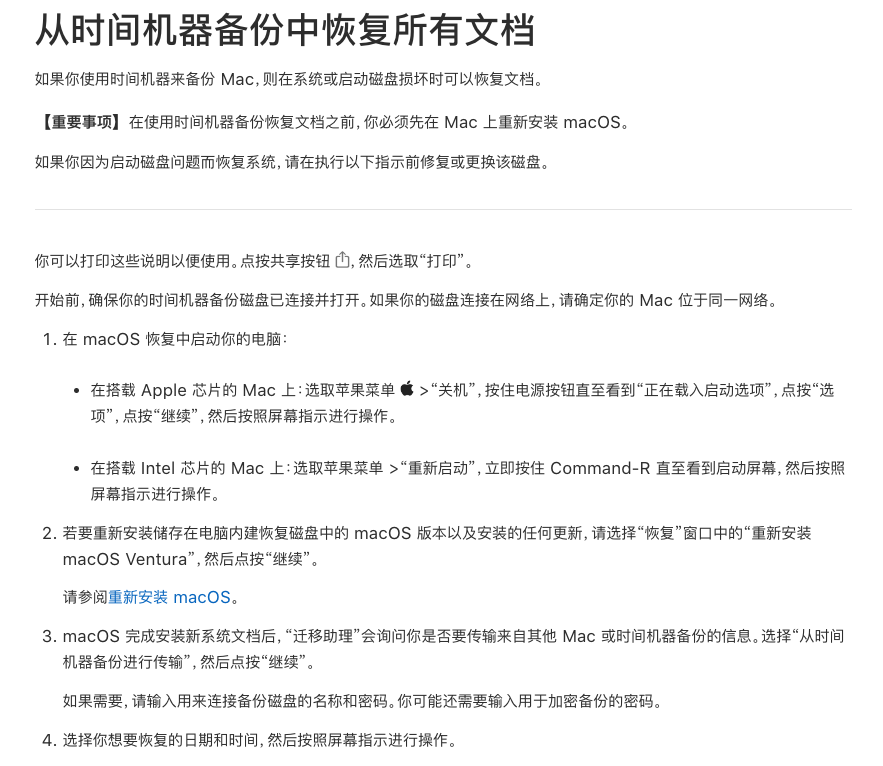 从时间机器备份中恢复所有文档
如果你使用时间机器来备份 Mac，则在系统或启动磁盘损坏时可以恢复文档。
【重要事项】在使用时间机器备份恢复文档之前，你必须先在 Mac 上重新安装 macOS。
如果你因为启动磁盘问题而恢复系统，请在执行以下指示前修复或更换该磁盘。
你可以打印这些说明以便使用。点按共享按钮 ，然后选取“打印”。
开始前，确保你的时间机器备份磁盘已连接并打开。如果你的磁盘连接在网络上，请确定你的 Mac 位于同一网络。
1. 在 macOS 恢复中启动你的电脑：
• 在搭载 Apple 芯片的 Mac 上：选取苹果菜单  >“关机”，按住电源按钮直至看到“正在载入启动选项”，点按“选
项”，点按“继续”，然后按照屏幕指示进行操作。
• 在搭载 Intel 芯片的 Mac 上：选取苹果菜单 >“重新启动”，立即按住 Command-R 直至看到启动屏幕，然后按照
屏幕指示进行操作。
2. 若要重新安装储存在电脑内建恢复磁盘中的 macOS 版本以及安装的任何更新，请选择“恢复”窗口中的“重新安装
macOS Ventura”，然后点按“继续”。
请参阅重新安装 macOS。
3. macOS 完成安装新系统文档后，“迁移助理”会询问你是否要传输来自其他 Mac 或时间机器备份的信息。选择“从时间
机器备份进行传输”，然后点按“继续”。
如果需要，请输入用来连接备份磁盘的名称和密码。你可能还需要输入用于加密备份的密码。
4. 选择你想要恢复的日期和时间，然后按照屏幕指示进行操作。